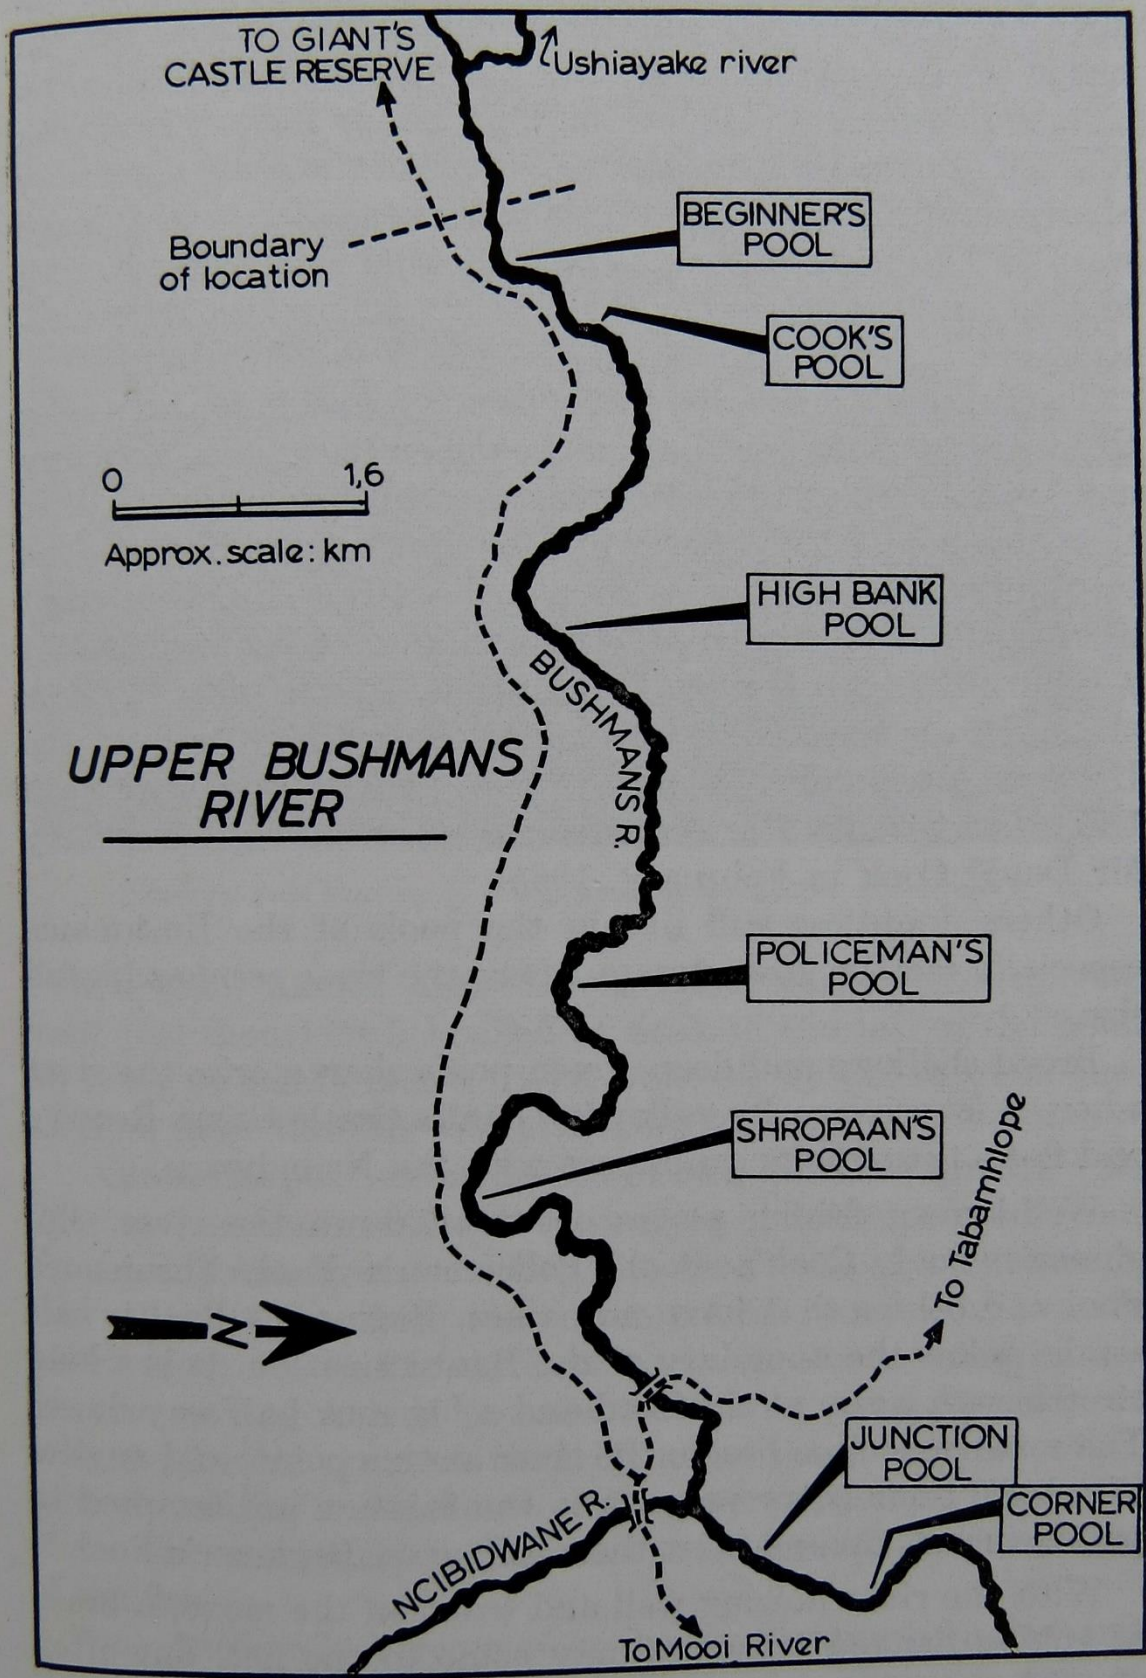 TO GIANT'S
CASTLE RESERVE
Ushiayake river
BEGINNER'S
POOL
Boundary
of location
COOK'S
POOL
0 1,6
Approx. scale: km
HIGH BANK
POOL
BUSHMANS R.
UPPER BUSHMANS
RIVER
POLICEMAN'S
POOL
SHROPAAN'S
POOL
To Tabamhlope
N
JUNCTION
POOL
CORNER
POOL
NCIBIDWANE R.
To Mooi River